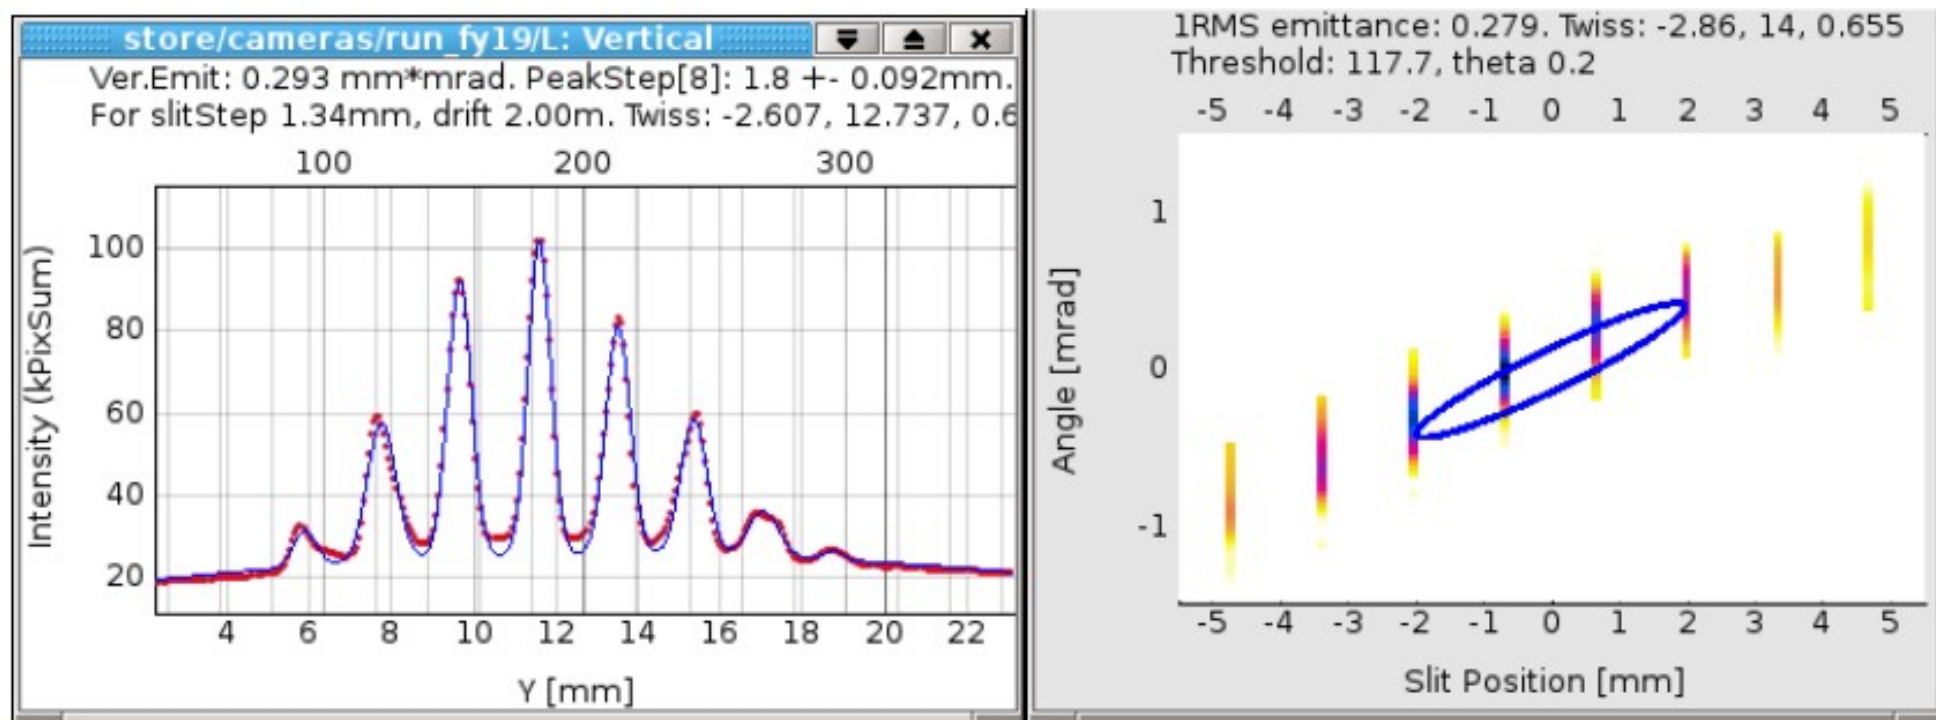 store/cameras/run_fy19/L: Vertical
Ver.Emit: 0.293 mm*mrad. PeakStep[8]: 1.8 +- 0.092mm.
For slitStep 1.34mm, drift 2.00m. Twiss: -2.607, 12.737, 0.6
100 200 300
Intensity (kPixSum)
100
80
60
40
20
4 6 8 10 12 14 16 18 20 22
Y [mm]
1RMS emittance: 0.279. Twiss: -2.86, 14, 0.655
Threshold: 117.7, theta 0.2
-5 -4 -3 -2 -1 0 1 2 3 4 5
Angle [mrad]
1
0
-1
-5 -4 -3 -2 -1 0 1 2 3 4 5
Slit Position [mm]